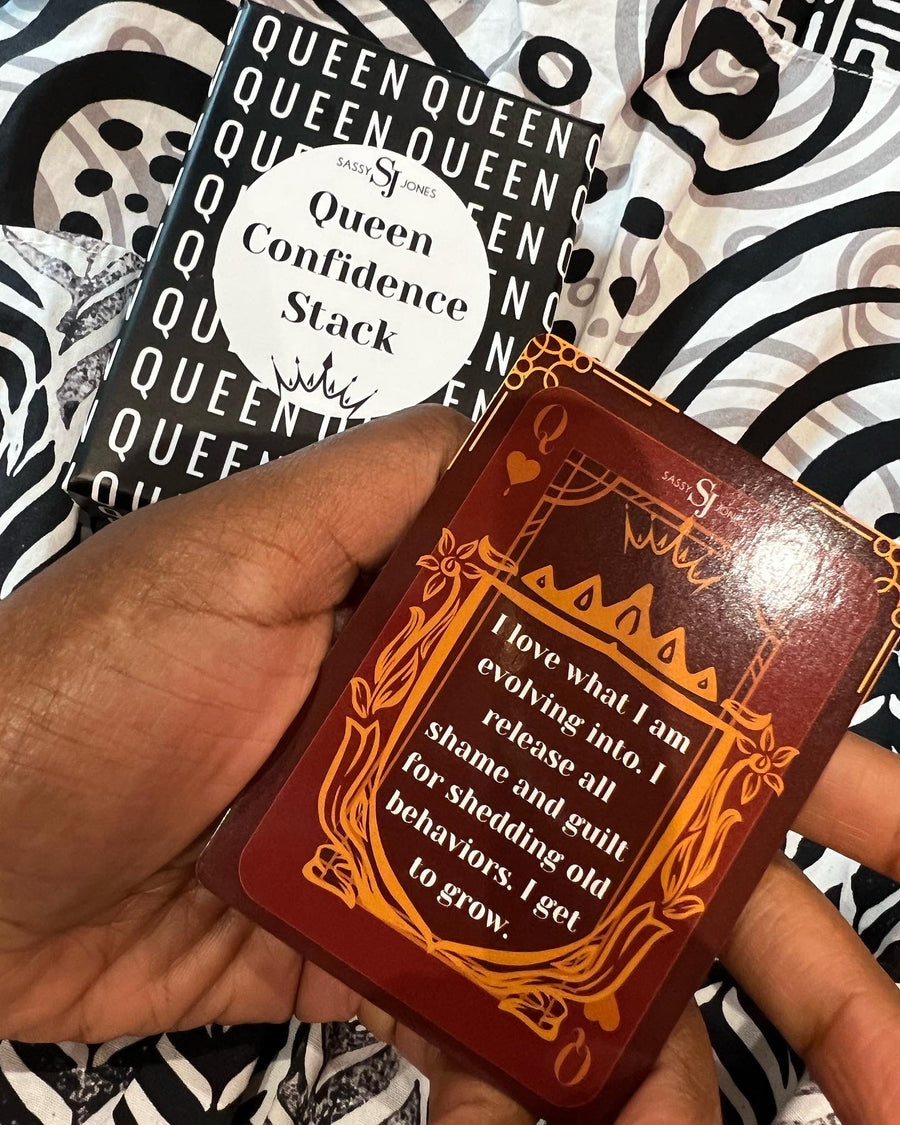 QUEEN QUEEN
QUEEN QUEEN
QUEEN
SASSY SJ JONES
Queen
Confidence
Stack
QUEEN
QUEEN
QUEEN
Q
SASSY SJ JONES
I love what I am
evolving into. I
release all
shame and guilt
for shedding old
behaviors. I get
to grow.
Q